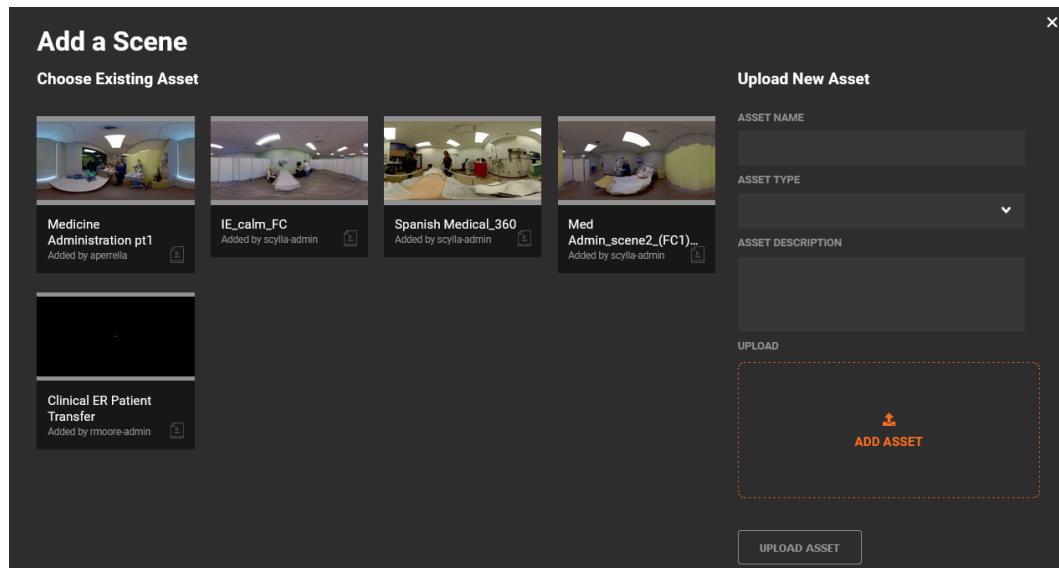 Add a Scene
Choose Existing Asset
Medicine
Administration pt1
Added by aperrella
IE_calm_FC
Added by scylla-admin
Spanish Medical_360
Added by scylla-admin
Med
Admin_scene2_(FC1)...
Added by scylla-admin
Clinical ER Patient
Transfer
Added by rmoore-admin
Upload New Asset
ASSET NAME
ASSET TYPE
ASSET DESCRIPTION
UPLOAD
ADD ASSET
UPLOAD ASSET